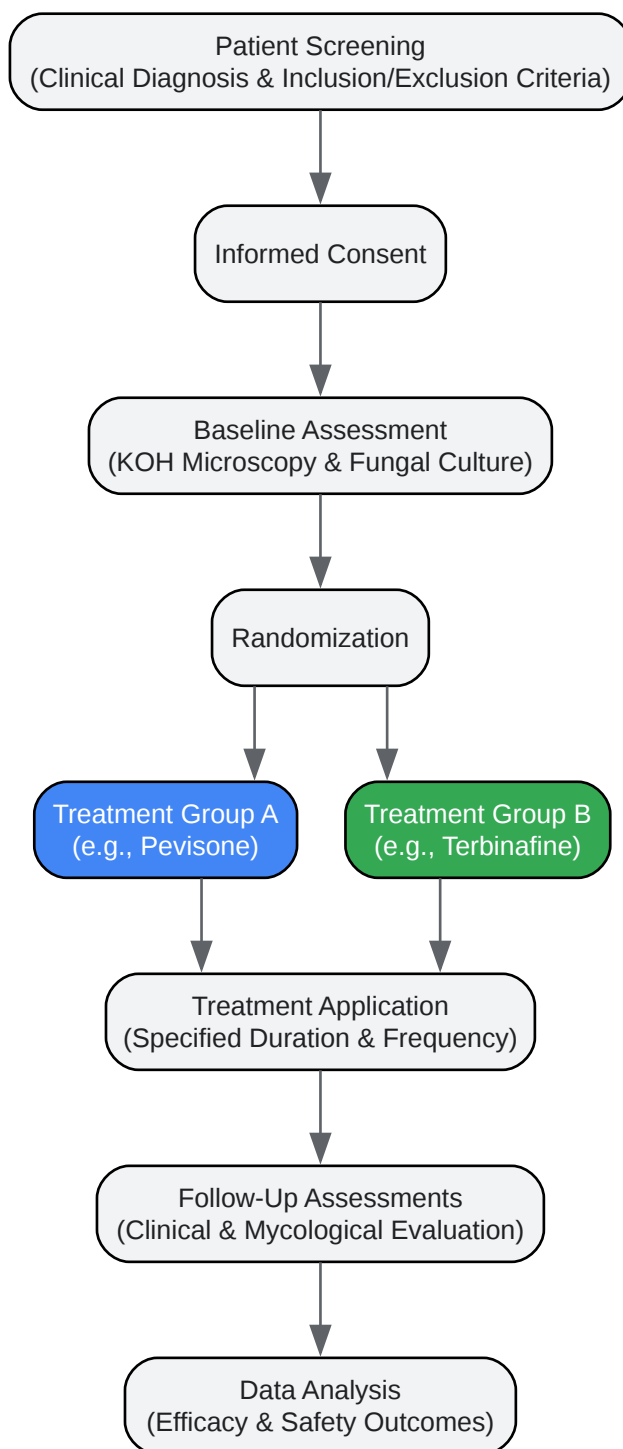 Patient Screening
(Clinical Diagnosis & Inclusion/Exclusion Criteria)
Informed Consent
Baseline Assessment
(KOH Microscopy & Fungal Culture)
Randomization
Treatment Group A
(e.g., Pevisone)
Treatment Group B
(e.g., Terbinafine)
Treatment Application
(Specified Duration & Frequency)
Follow-Up Assessments
(Clinical & Mycological Evaluation)
Data Analysis
(Efficacy & Safety Outcomes)